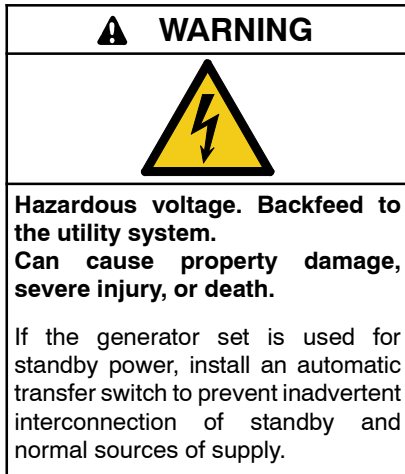 WARNING
Hazardous voltage. Backfeed to
the utility system.
Can cause property damage,
severe injury, or death.
If the generator set is used for
standby power, install an automatic
transfer switch to prevent inadvertent
interconnection of standby and
normal sources of supply.